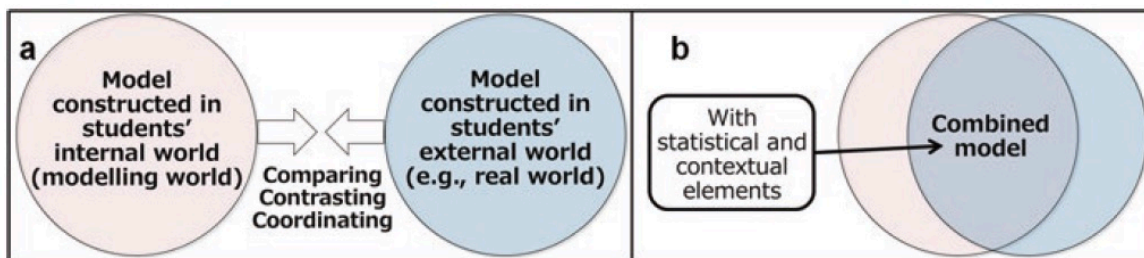 a
Model
constructed in
students'
internal world
(modelling world)
Comparing
Contrasting
Coordinating
Model
constructed in
students'
external world
(e.g., real world)
b
With
statistical and
contextual
elements
Combined
model